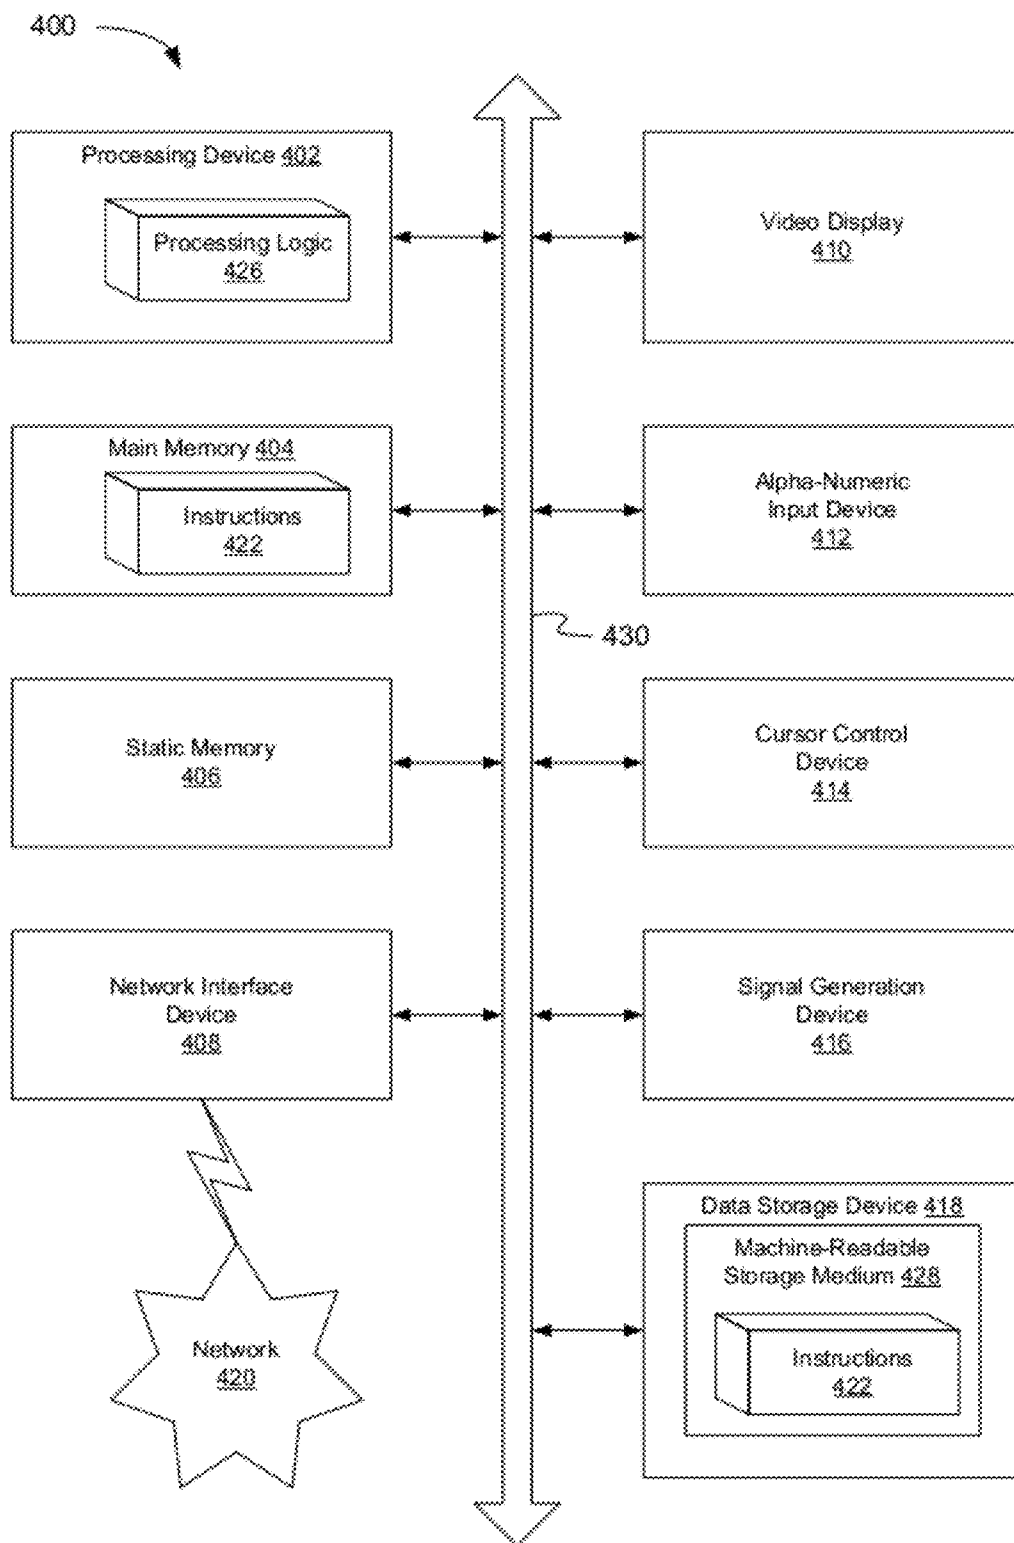 400
Processing Device 402
Processing Logic
426
Video Display
410
Main Memory 404
Instructions
422
Alpha-Numeric
Input Device
412
430
Static Memory
406
Cursor Control
Device
414
Network Interface
Device
408
Signal Generation
Device
416
Data Storage Device 418
Machine-Readable
Storage Medium 428
Instructions
422
Network
420